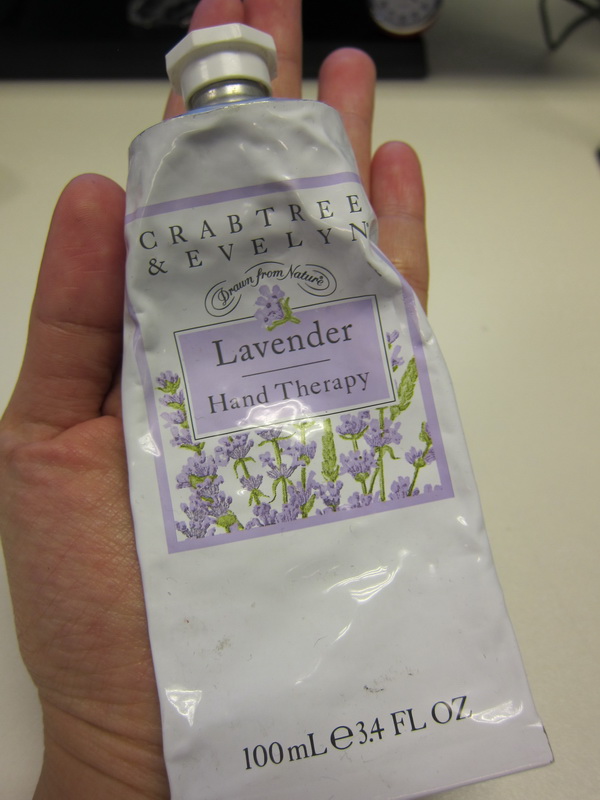 CRABTREE
& EVELYN
Drawn from Nature
Lavender
Hand Therapy
100 mL e 3.4 FL OZ